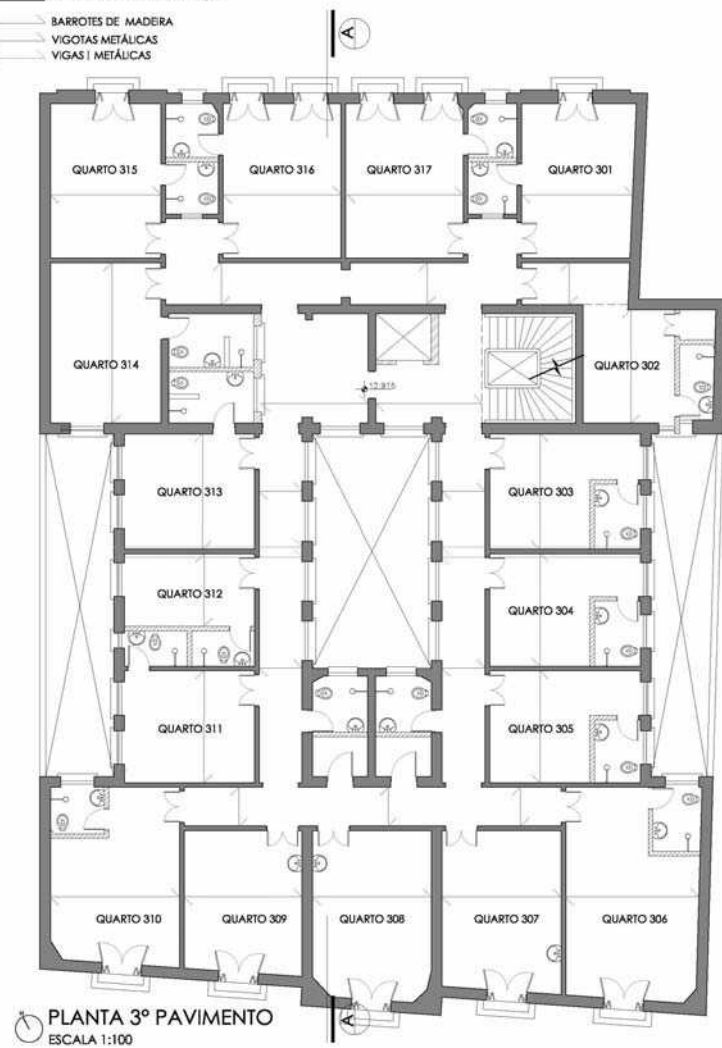 BARROTES DE MADEIRA
VIGOTAS METÁLICAS
VIGAS I METÁLICAS
A
QUARTO 315
QUARTO 316
QUARTO 317
QUARTO 301
QUARTO 314
QUARTO 302
QUARTO 313
QUARTO 303
QUARTO 312
QUARTO 304
QUARTO 311
QUARTO 305
QUARTO 310
QUARTO 309
QUARTO 308
QUARTO 307
QUARTO 306
PLANTA 3º PAVIMENTO
A
ESCALA 1:100